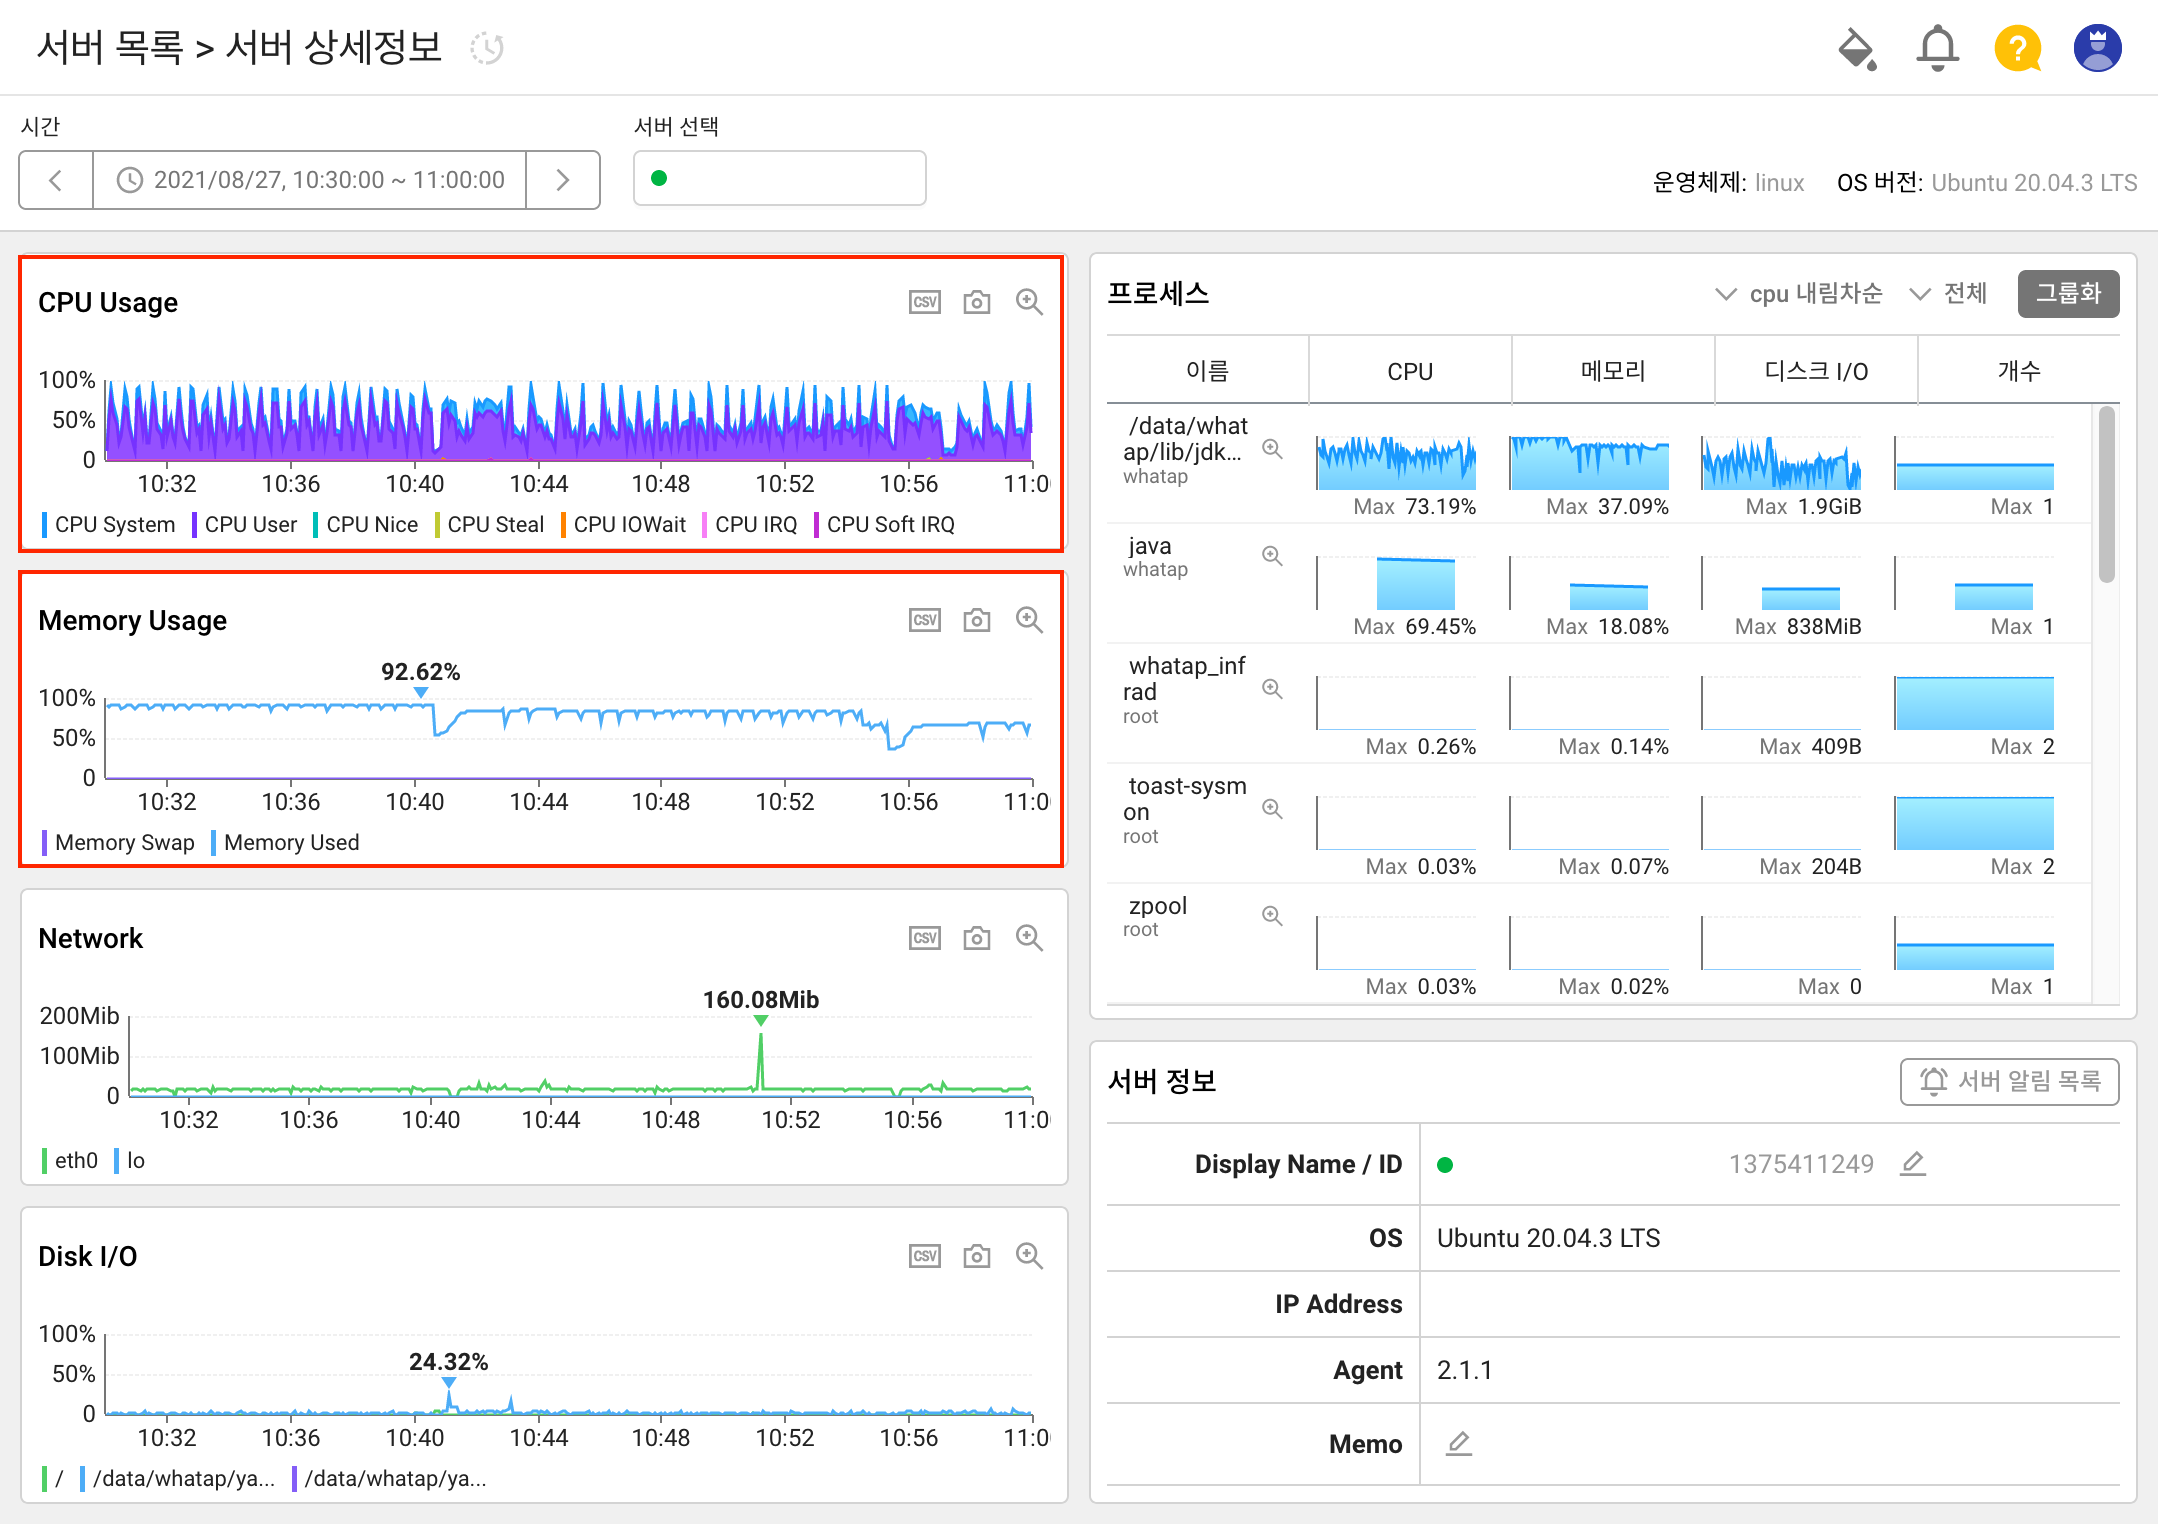 서버 목록 > 서버 상세정보
?
시간
서버 선택
2021/08/27, 10:30:00 ~ 11:00:00
운영체제: linux OS 버전: Ubuntu 20.04.3 LTS
CPU Usage
CSV
100%
50%
0
10:32 10:36 10:40 10:44 10:48 10:52 10:56 11:0
CPU System CPU User CPU Nice CPU Steal CPU IOWait CPU IRQ CPU Soft IRQ
Memory Usage
CSV
92.62%
100%
50%
0
10:32 10:36 10:40 10:44 10:48 10:52 10:56 11:0
Memory Swap Memory Used
Network
CSV
160.08Mib
200Mib
100Mib
0
10:32 10:36 10:40 10:44 10:48 10:52 10:56 11:0
eth0 lo
Disk I/O
CSV
100%
24.32%
50%
0
10:32 10:36 10:40 10:44 10:48 10:52 10:56 11:0
/ /data/whatap/ya... /data/whatap/ya...
프로세스
cpu 내림차순 전체 그룹화
이름 CPU 메모리 디스크 I/O 개수
/data/what
ap/lib/jdk...
whatap
Max 73.19% Max 37.09% Max 1.9GiB Max 1
java
whatap
Max 69.45% Max 18.08% Max 838MiB Max 1
whatap_inf
rad
root
Max 0.26% Max 0.14% Max 409B Max 2
toast-sysm
on
root
Max 0.03% Max 0.07% Max 204B Max 2
zpool
root
Max 0.03% Max 0.02% Max 0 Max 1
서버 정보
서버 알림 목록
Display Name / ID 1375411249
OS Ubuntu 20.04.3 LTS
IP Address
Agent 2.1.1
Memo